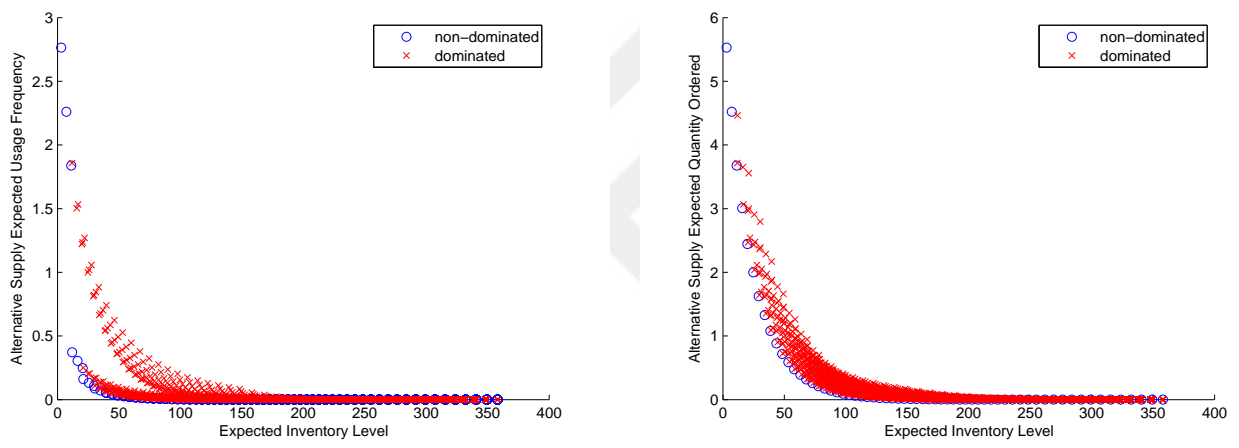 3
2.5
2
1.5
1
0.5
0
0 50 100 150 200 250 300 350 400
Expected Inventory Level
Alternative Supply Expected Usage Frequency
non−dominated
dominated
6
5
4
3
2
1
0
0 50 100 150 200 250 300 350 400
Expected Inventory Level
Alternative Supply Expected Quantity Ordered
non−dominated
dominated